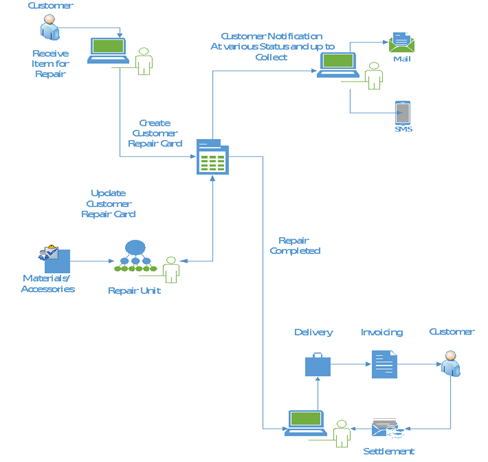 Customer
Receive
Item for
Repair
Customer Notification
At various Status and up to
Collect
Mail
SMS
Create
Customer
Repair Card
Update
Customer
Repair Card
Materials/
Accessories
Repair Unit
Repair
Completed
Delivery
Invoicing
Customer
Settlement